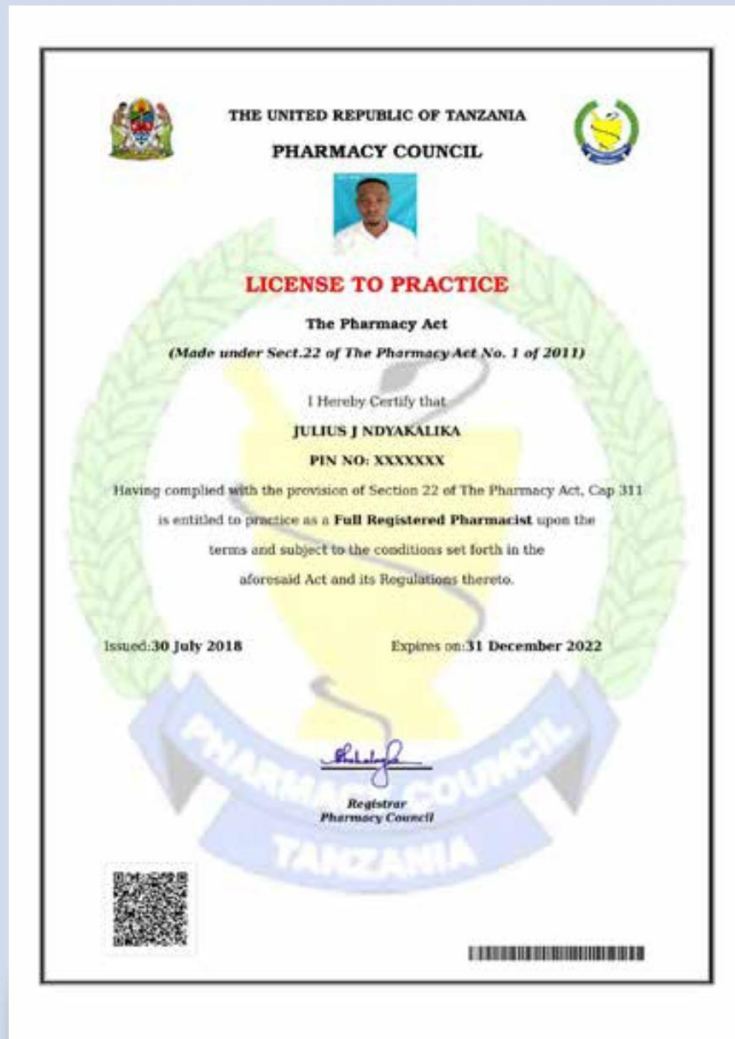 THE UNITED REPUBLIC OF TANZANIA
PHARMACY COUNCIL
LICENSE TO PRACTICE
The Pharmacy Act
(Made under Sect.22 of The Pharmacy Act No. 1 of 2011)
I Hereby Certify that
JULIUS J NDYAKALIKA
PIN NO: XXXXXXX
Having complied with the provision of Section 22 of The Pharmacy Act, Cap 311
is entitled to practice as a Full Registered Pharmacist upon the
terms and subject to the conditions set forth in the
aforesaid Act and its Regulations thereto.
Issued:30 July 2018 Expires on:31 December 2022
Registrar
Pharmacy Council
PHARMACY COUNCIL
TANZANIA